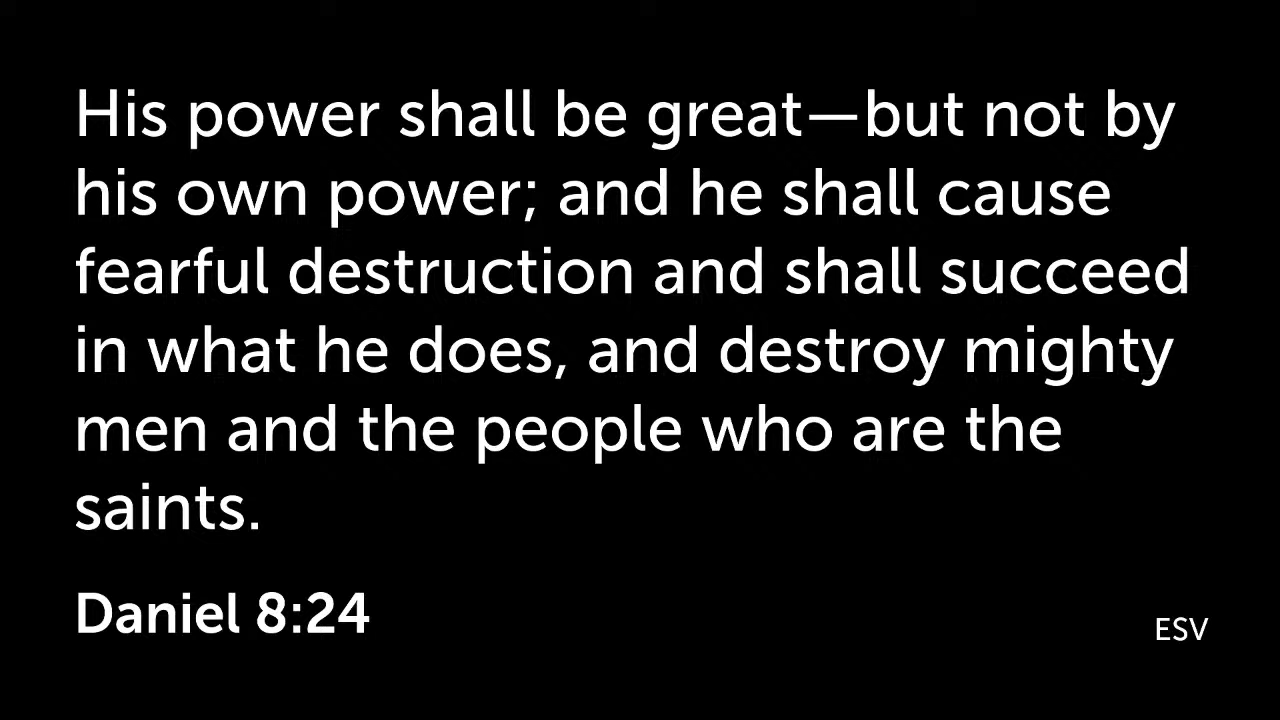 His power shall be great—but not by
his own power; and he shall cause
fearful destruction and shall succeed
in what he does, and destroy mighty
men and the people who are the
saints.
Daniel 8:24
ESV